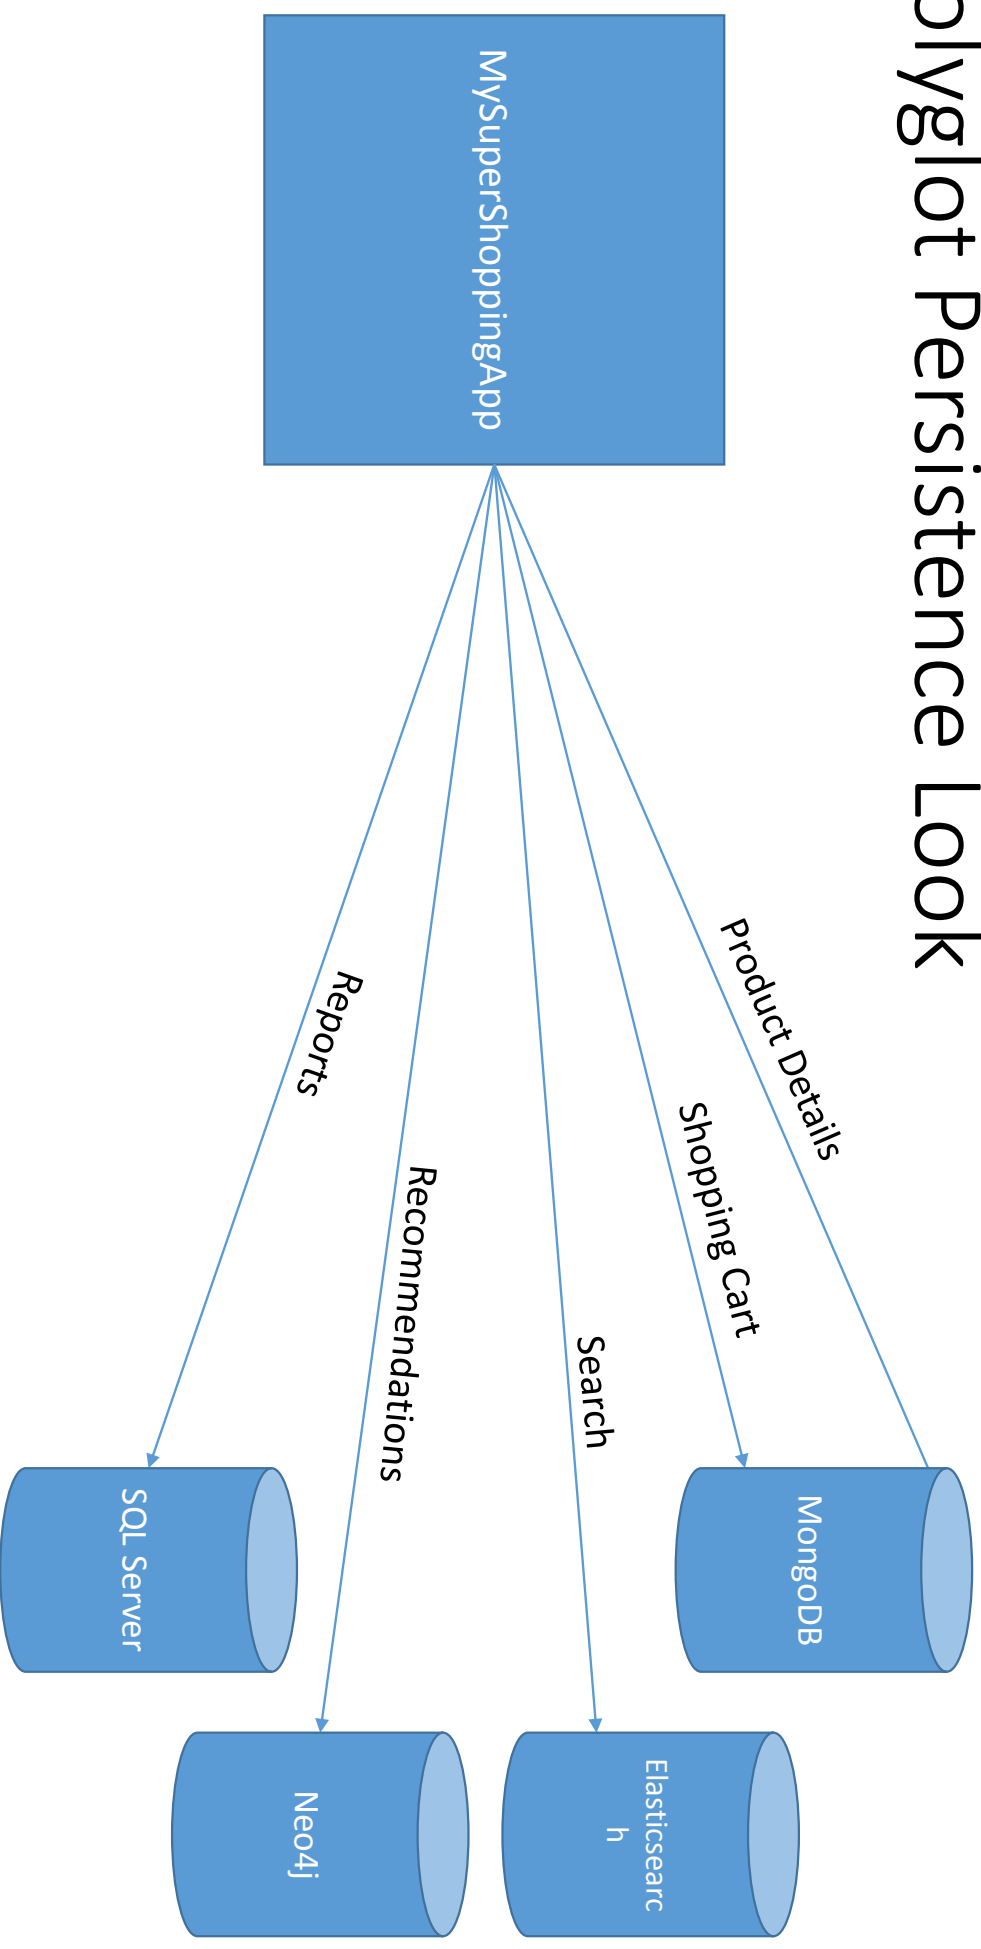 olyglot Persistence Look
MySuperShoppingApp
Product Details
Shopping Cart
Search
Recommendations
Reports
MongoDB
Elasticsearc
h
Neo4j
SQL Server